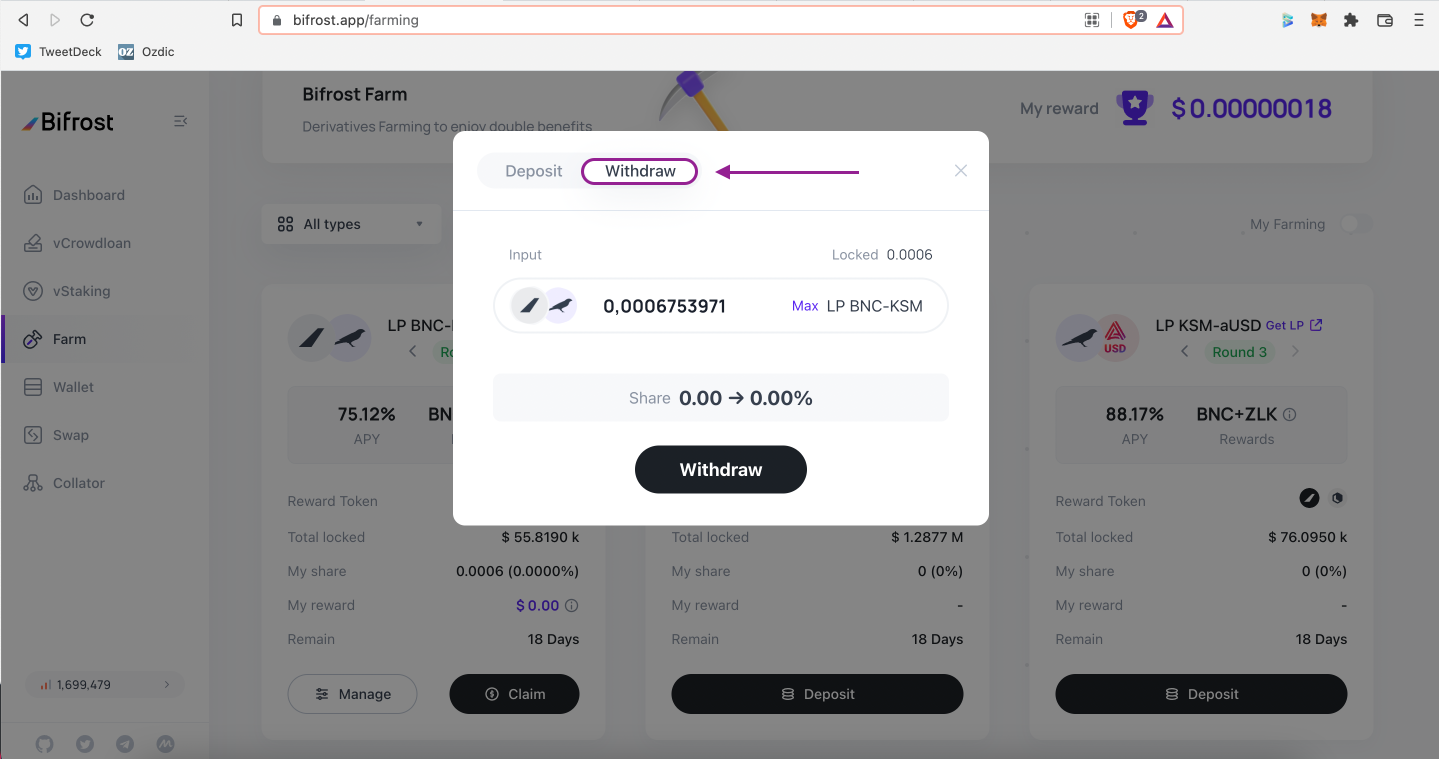 bifrost.app/farming
2
TweetDeck
OZ Ozdic
Bifrost
Dashboard
vCrowdloan
vStaking
Farm
Wallet
Swap
Collator
1,699,479
Bifrost Farm
Derivatives Farming to enjoy double benefits
My reward $ 0.00000018
All types
My Farming
Deposit Withdraw
Input Locked 0.0006
0,0006753971 Max LP BNC-KSM
Share 0.00 → 0.00%
Withdraw
LP BNC-
75.12% BN
APY
Reward Token
Total locked $ 55.8190 k
My share 0.0006 (0.0000%)
My reward $ 0.00
Remain 18 Days
Manage Claim
Total locked $ 1.2877 M
My share 0 (0%)
My reward -
Remain 18 Days
Deposit
USD
LP KSM-aUSD Get LP
Round 3
88.17% BNC+ZLK
APY Rewards
Reward Token
Total locked $ 76.0950 k
My share 0 (0%)
My reward -
Remain 18 Days
Deposit